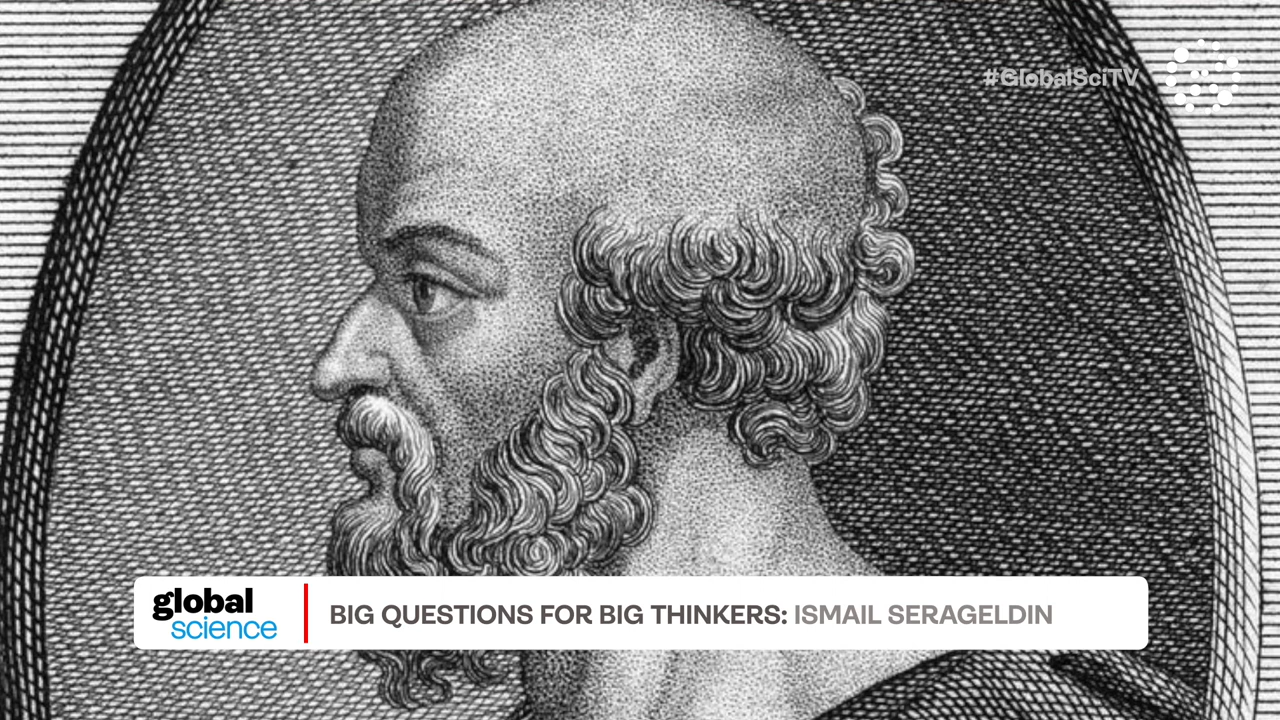 #GlobalSciTV
global
science
BIG QUESTIONS FOR BIG THINKERS: ISMAIL SERAGELDIN